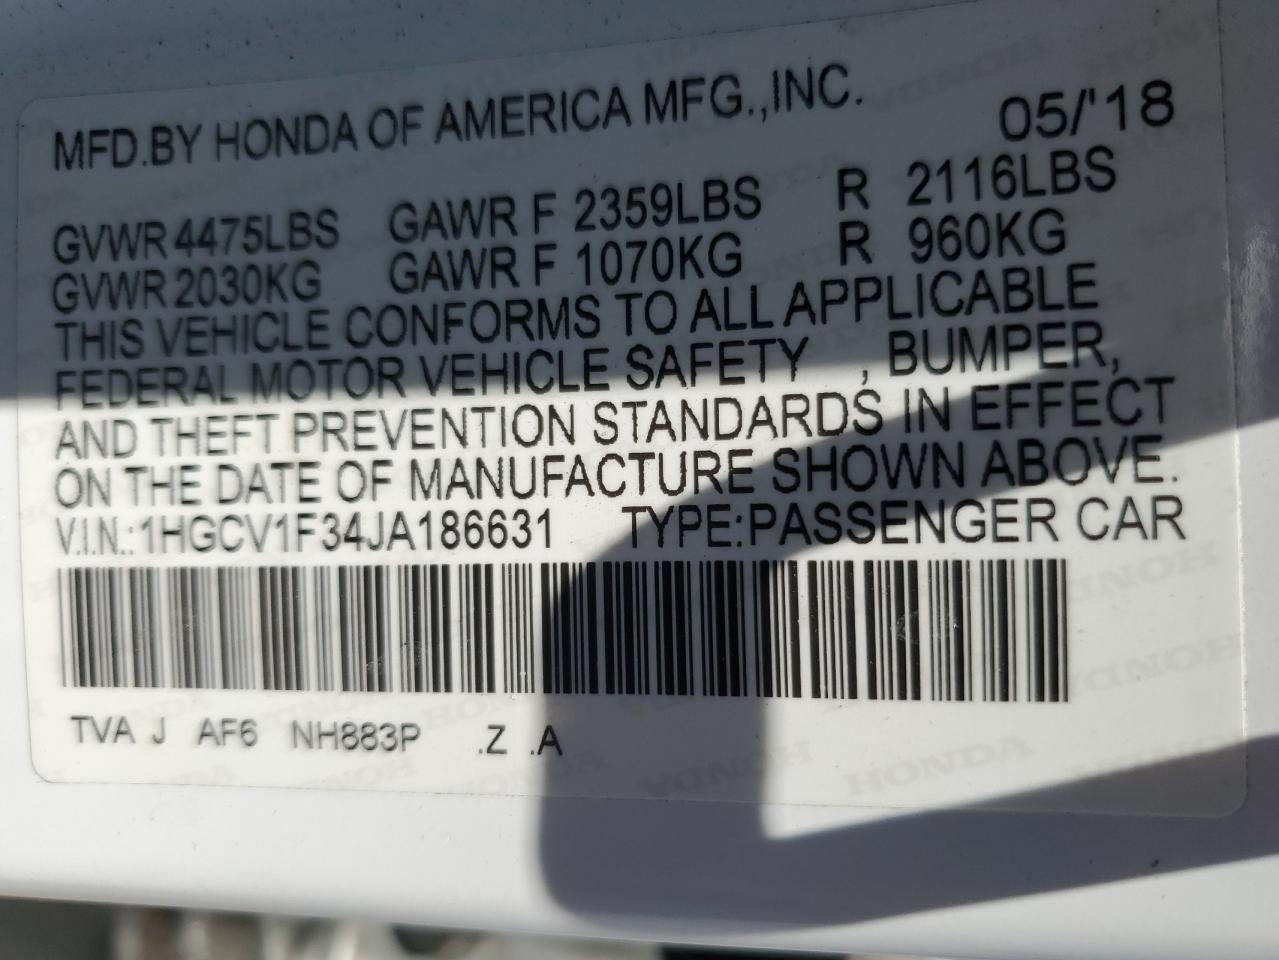 MFD.BY HONDA OF AMERICA MFG.,INC. 05/'18
GVWR 4475LBS GAWR F 2359LBS R 2116LBS
GVWR 2030KG GAWR F 1070KG R 960KG
THIS VEHICLE CONFORMS TO ALL APPLICABLE
FEDERAL MOTOR VEHICLE SAFETY , BUMPER,
AND THEFT PREVENTION STANDARDS IN EFFECT
ON THE DATE OF MANUFACTURE SHOWN ABOVE.
V.I.N.:1HGCV1F34JA186631 TYPE:PASSENGER CAR
TVA J AF6 NH883P .Z .A